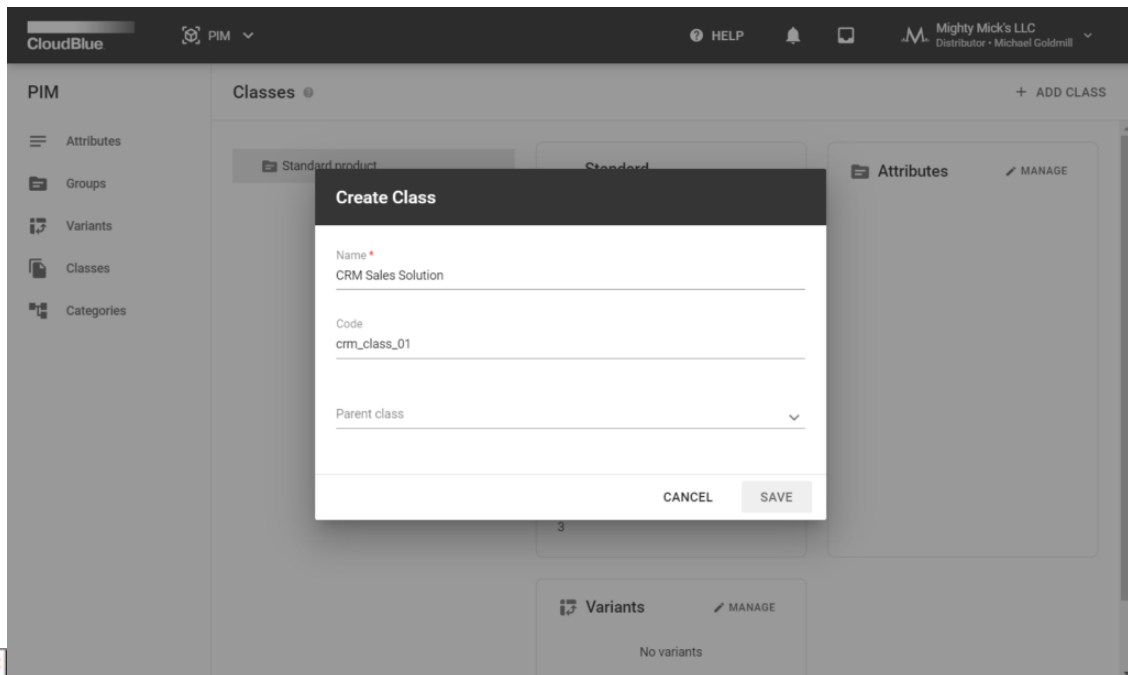 CloudBlue
PIM
HELP
Mighty Mick's LLC
Distributor • Michael Goldmill
PIM
Classes
+ ADD CLASS
Attributes
Groups
Variants
Classes
Categories
Standard product
Standard
Attributes
MANAGE
Create Class
Name *
CRM Sales Solution
Code
crm_class_01
Parent class
CANCEL
SAVE
3
Variants
MANAGE
No variants